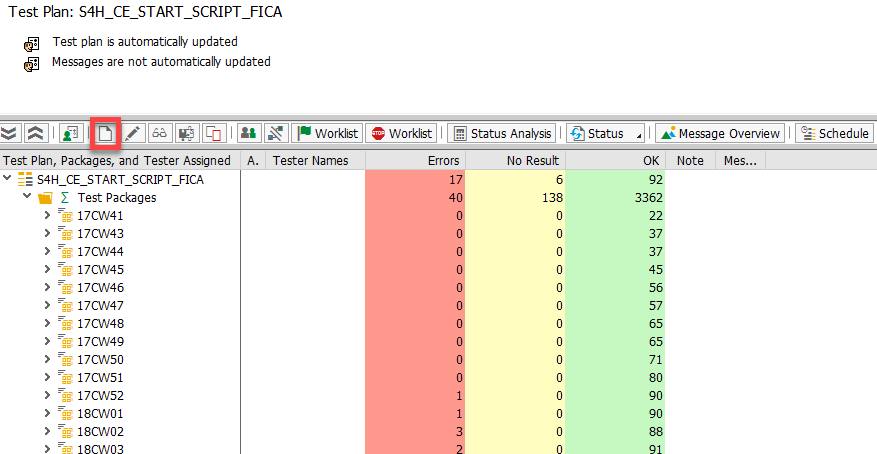 Test Plan: S4H_CE_START_SCRIPT_FICA
Test plan is automatically updated
Messages are not automatically updated
Worklist Worklist Status Analysis Status Message Overview Schedule
Test Plan, Packages, and Tester Assigned A. Tester Names Errors No Result OK Note Mes...
S4H_CE_START_SCRIPT_FICA 17 6 92
Σ Test Packages 40 138 3362
17CW41 0 0 22
17CW43 0 0 37
17CW44 0 0 37
17CW45 0 0 45
17CW46 0 0 56
17CW47 0 0 57
17CW48 0 0 65
17CW49 0 0 65
17CW50 0 0 71
17CW51 0 0 80
17CW52 1 0 90
18CW01 1 0 90
18CW02 3 0 88
18CW03 2 0 91